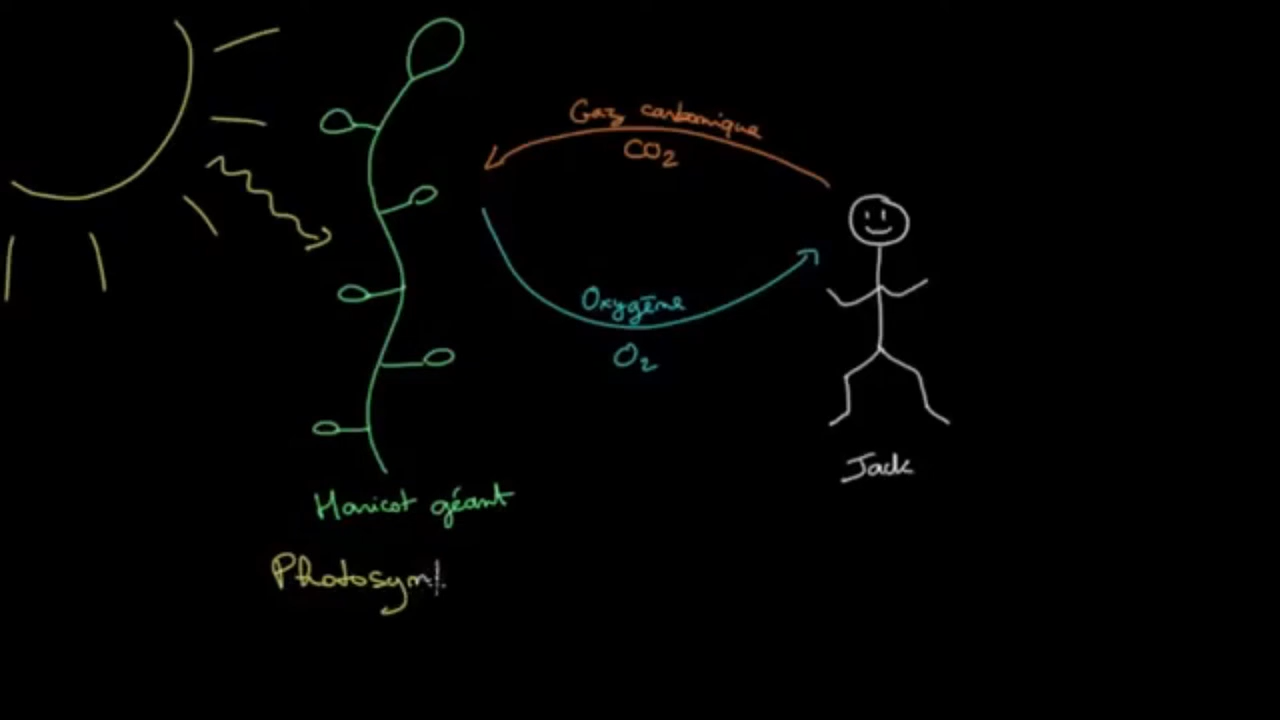 Gaz carbonique
CO2
Oxygène
O2
Jack
Haricot géant
Photosyn